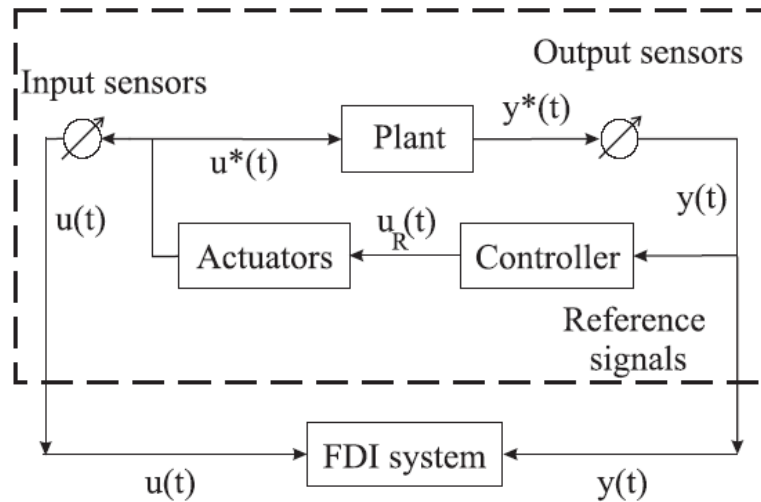 Output sensors
Input sensors
y*(t)
Plant
u*(t)
u(t)
y(t)
u_R(t)
Actuators
Controller
Reference
signals
FDI system
u(t)
y(t)